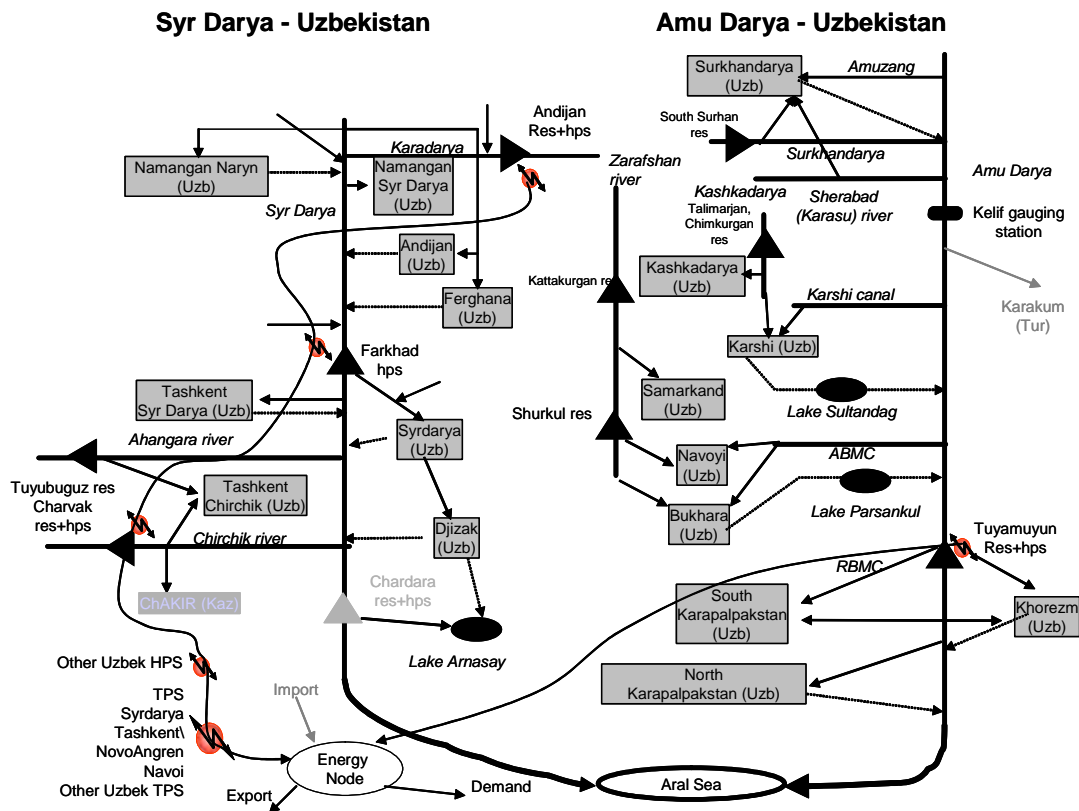 Syr Darya - Uzbekistan
Amu Darya - Uzbekistan
Surkhandarya
(Uzb)
Amuzang
Andijan
Res+hps
South Surhan
res
Karadarya
Zarafshan
river
Surkhandarya
Namangan Naryn
(Uzb)
Namangan
Syr Darya
(Uzb)
Kashkadarya
Talimarjan,
Chimkurgan
res
Sherabad
(Karasu) river
Amu Darya
Syr Darya
Kelif gauging
station
Andijan
(Uzb)
Kashkadarya
(Uzb)
Kattakurgan re
Ferghana
(Uzb)
Karshi canal
Karakum
(Tur)
Farkhad
hps
Karshi (Uzb)
Tashkent
Syr Darya (Uzb)
Samarkand
(Uzb)
Lake Sultandag
Shurkul res
Syrdarya
(Uzb)
Ahangara river
Navoyi
(Uzb)
ABMC
Tuyubuguz res
Charvak
res+hps
Tashkent
Chirchik (Uzb)
Bukhara
(Uzb)
Lake Parsankul
Djizak
(Uzb)
Chirchik river
Tuyamuyun
Res+hps
RBMC
Chardara
res+hps
ChAKIR (Kaz)
South
Karapalpakstan
(Uzb)
Khorezm
(Uzb)
Lake Arnasay
Other Uzbek HPS
North
Karapalpakstan (Uzb)
Import
TPS
Syrdarya
Tashkent\
NovoAngren
Navoi
Other Uzbek TPS
Energy
Node
Demand
Export
Aral Sea